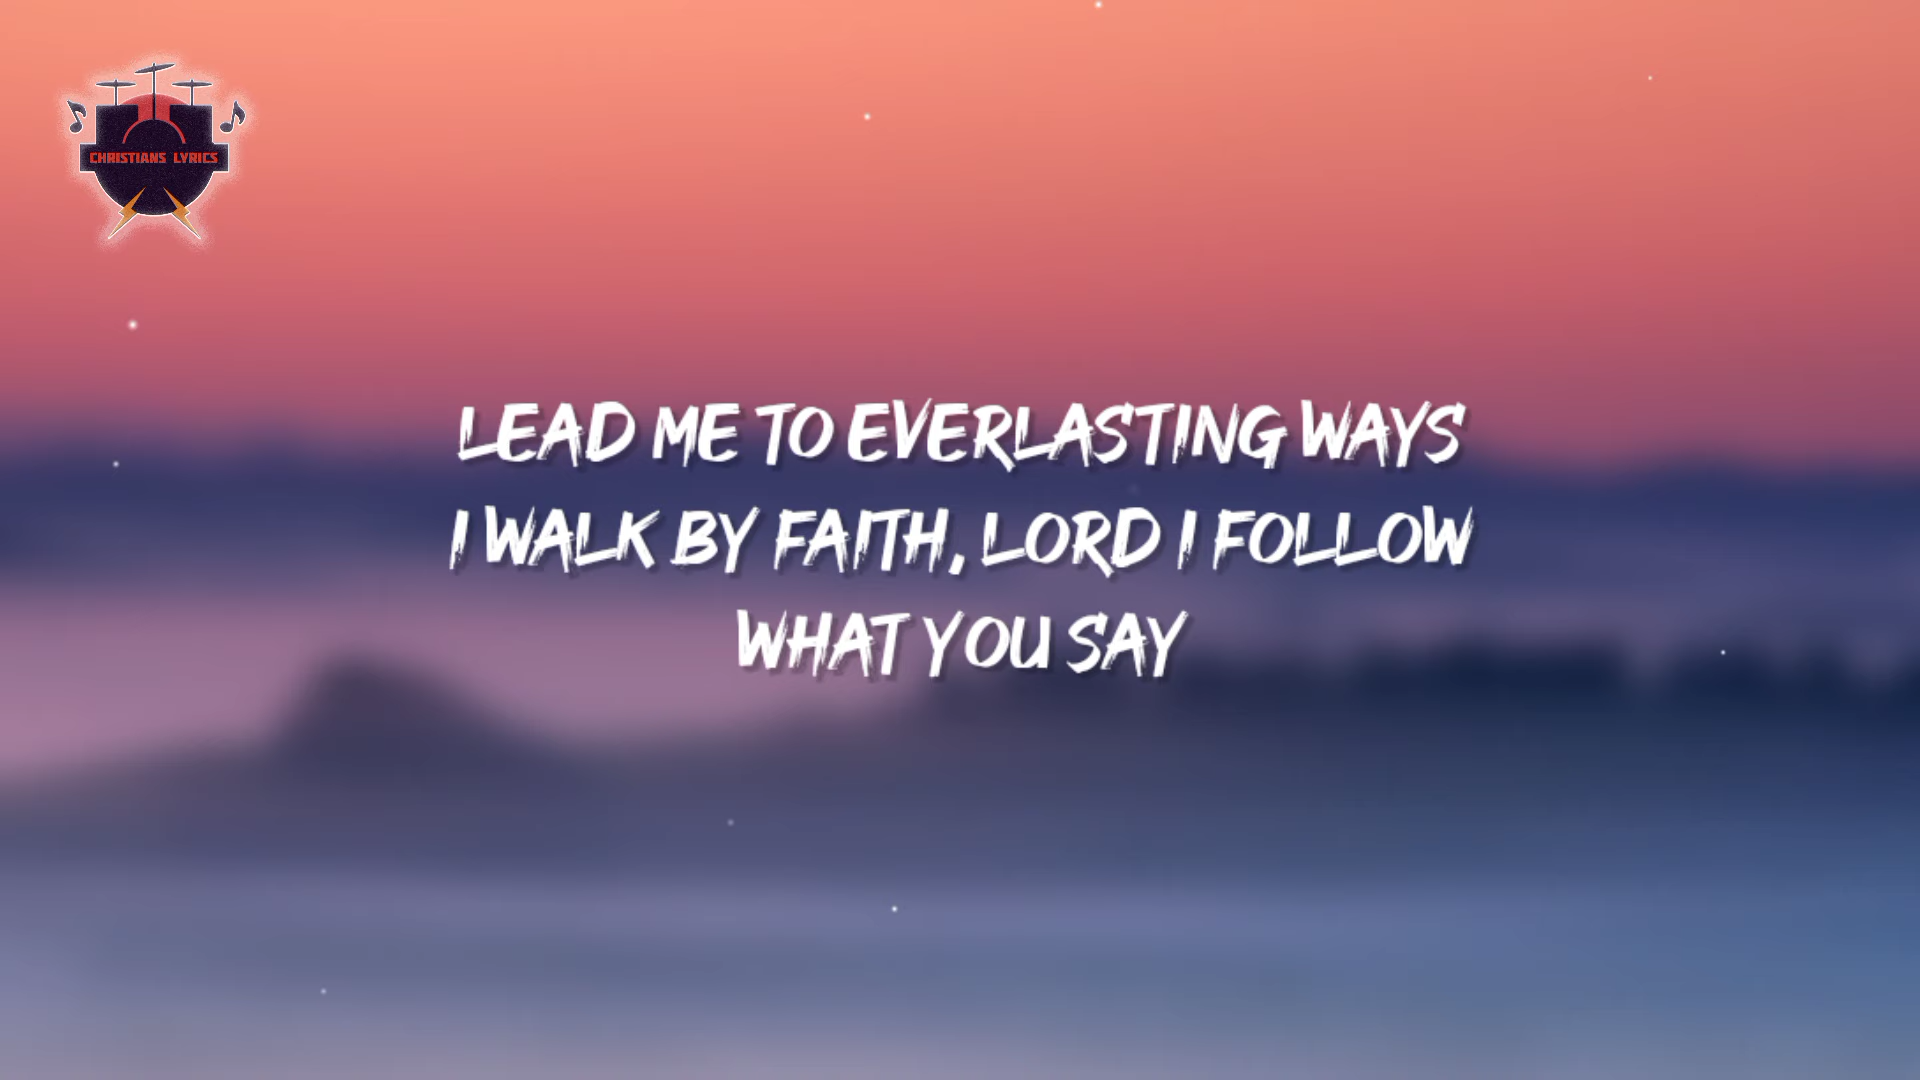 CHRISTIANS LYRICS
LEAD ME TO EVERLASTING WAYS
I WALK BY FAITH, LORD I FOLLOW
WHAT YOU SAY